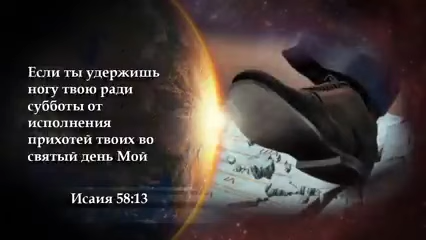 Если ты удержишь
ногу твою ради
субботы от
исполнения
прихотей твоих во
святый день Мой
Исаия 58:13